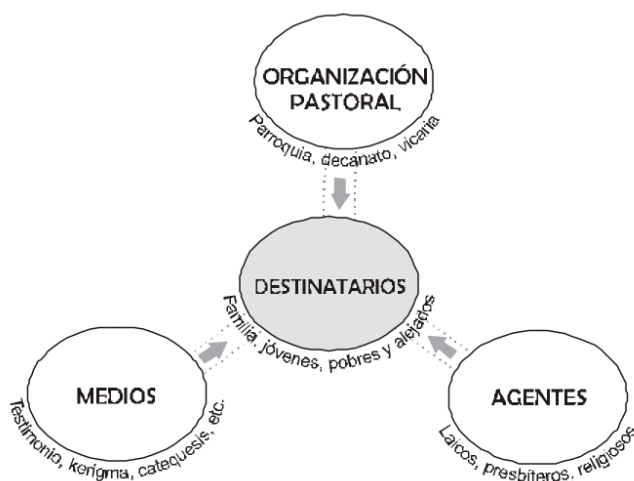 ORGANIZACIÓN
PASTORAL
Parroquia, decanato, vicaria
DESTINATARIOS
Familia, jóvenes, pobres y alejados
MEDIOS
Testimonio, kerigma, catequesis, etc.
AGENTES
Laicos, presbíteros, religiosos